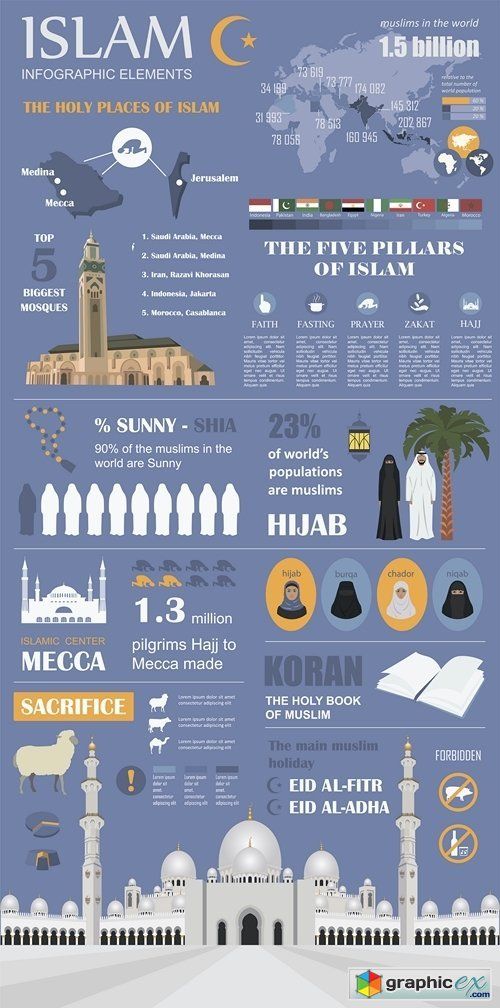 ISLAM
INFOGRAPHIC ELEMENTS
muslims in the world
1.5 billion
THE HOLY PLACES OF ISLAM
73 619
73 777
174 082
34 199
31 993
145 312
78 513
202 867
78 056
160 945
relative to the
total number of
world population
60 %
30 %
20 %
Medina
Mecca
Jerusalem
Indonesia Pakistan India Bangladesh Egypt Nigeria Iran Turkey Algeria Morocco
TOP
5
BIGGEST
MOSQUES
1. Saudi Arabia, Mecca
2. Saudi Arabia, Medina
3. Iran, Razavi Khorasan
4. Indonesia, Jakarta
5. Morocco, Casablanca
THE FIVE PILLARS
OF ISLAM
FAITH FASTING PRAYER ZAKAT HAJJ
% SUNNY - SHIA
90% of the muslims in the
world are Sunny
23%
of world's
populations
are muslims
HIJAB
hijab burqa chador niqab
ISLAMIC CENTER
MECCA
1.3 million
pilgrims Hajj to
Mecca made
KORAN
THE HOLY BOOK
OF MUSLIM
SACRIFICE
Lorem ipsum dolor sit amet
consectetur adipiscing elit
Lorem ipsum dolor sit amet
consectetur adipiscing elit
Lorem ipsum dolor sit amet
consectetur adipiscing elit
The main muslim
holiday
EID AL-FITR
EID AL-ADHA
FORBIDDEN
graphicex
.com